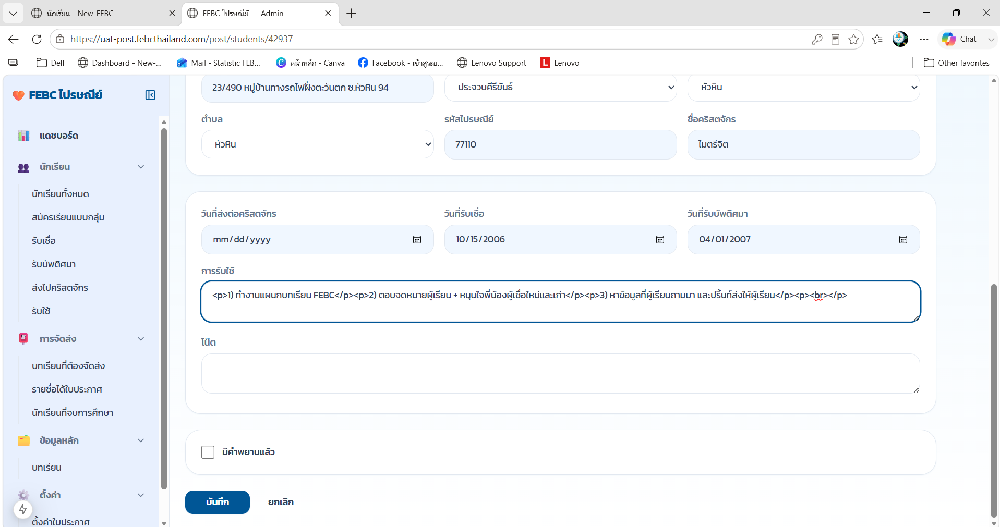 นักเรียน - New-FEBC
FEBC ไปรษณีย์ — Admin
https://uat-post.febcthailand.com/post/students/42937
Chat
Dell
Dashboard - New-...
Mail - Statistic FEB...
หน้าหลัก - Canva
Facebook - เข้าสู่ระบ...
Lenovo Support
L Lenovo
Other favorites
FEBC ไปรษณีย์
แดชบอร์ด
นักเรียน
นักเรียนทั้งหมด
สมัครเรียนแบบกลุ่ม
รับเชื่อ
รับบัพติศมา
ส่งไปคริสตจักร
รับใช้
การจัดส่ง
บทเรียนที่ต้องจัดส่ง
รายชื่อได้ใบประกาศ
นักเรียนที่จบการศึกษา
ข้อมูลหลัก
บทเรียน
ตั้งค่า
ตั้งค่าใบประกาศ
23/490 หมู่บ้านทางรถไฟฝั่งตะวันตก ซ.หัวหิน 94
ประจวบคีรีขันธ์
หัวหิน
ตำบล
รหัสไปรษณีย์
ชื่อคริสตจักร
หัวหิน
77110
ไมตรีจิต
วันที่ส่งต่อคริสตจักร
วันที่รับเชื่อ
วันที่รับบัพติศมา
mm/dd/yyyy
10/15/2006
04/01/2007
การรับใช้
<p>1) ทำงานแผนกบทเรียน FEBC</p><p>2) ตอบจดหมายผู้เรียน + หนุนใจพี่น้องผู้เชื่อใหม่และเก่า</p><p>3) หาข้อมูลที่ผู้เรียนถามมา และปริ้นท์ส่งให้ผู้เรียน</p><p><br></p>
โน๊ต
มีคำพยานแล้ว
บันทึก
ยกเลิก